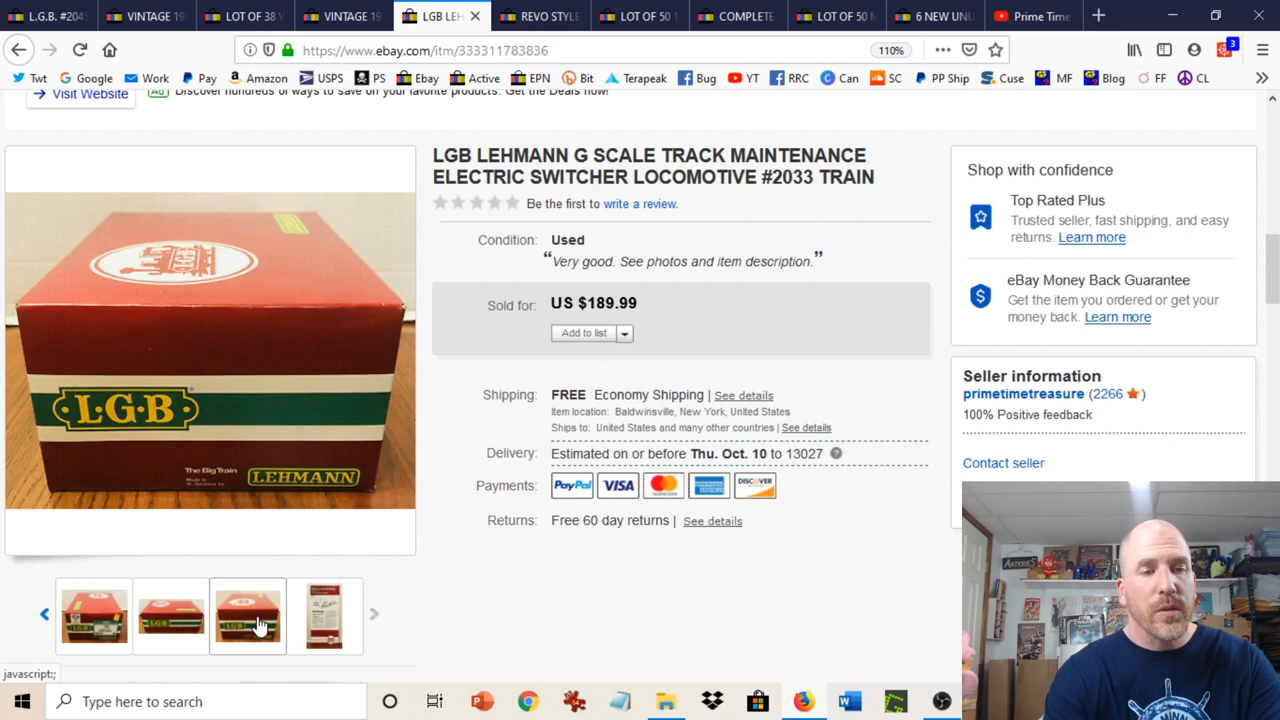 L.G.B. #2045
VINTAGE 19
LOT OF 38 V
VINTAGE 19
LGB LEH
REVO STYLE
LOT OF 50 1
COMPLETE
LOT OF 50 M
6 NEW UNU
Prime Time
https://www.ebay.com/itm/333311783836
110%
3
Twt
Google
Work
Pay
Amazon
USPS
PS
Ebay
Active
EPN
Bit
Terapeak
Bug
YT
RRC
Can
SC
PP Ship
Cuse
MF
Blog
FF
CL
Visit Website
Ad
Discover hundreds of ways to save on your favorite products. Get the Deals now!
LGB LEHMANN G SCALE TRACK MAINTENANCE
ELECTRIC SWITCHER LOCOMOTIVE #2033 TRAIN
Be the first to write a review.
Condition: Used
“Very good. See photos and item description.”
Sold for: US $189.99
Add to list
Shipping: FREE Economy Shipping | See details
Item location: Baldwinsville, New York, United States
Ships to: United States and many other countries | See details
Delivery: Estimated on or before Thu. Oct. 10 to 13027
Payments: PayPal VISA MasterCard DISCOVER
Returns: Free 60 day returns | See details
Shop with confidence
Top Rated Plus
Trusted seller, fast shipping, and easy
returns. Learn more
eBay Money Back Guarantee
Get the item you ordered or get your
money back. Learn more
Seller information
primetimetreasure (2266 )
100% Positive feedback
Contact seller
LGB
L·G·B
The Big Train
LEHMANN
LGB
LGB
ANTIQUES
javascript:;
Type here to search